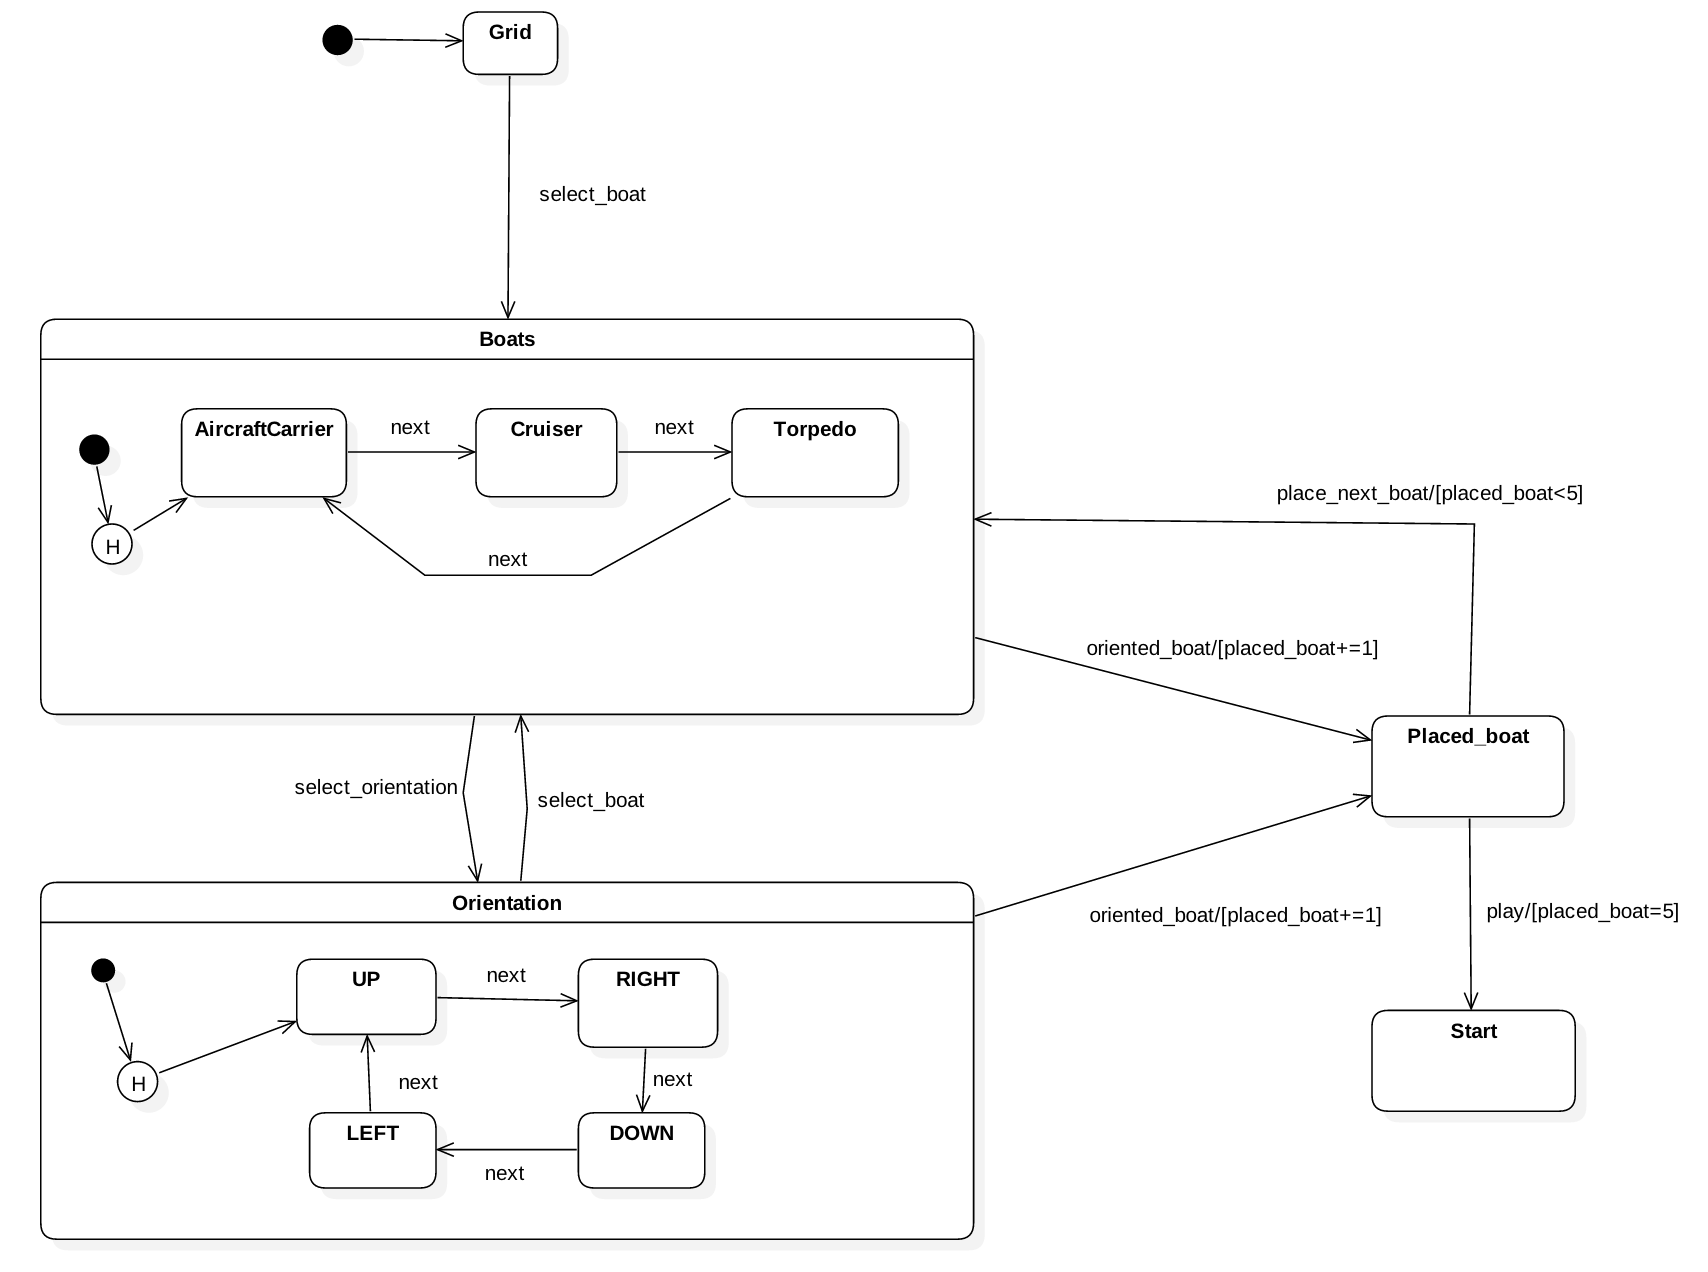 Grid
select_boat
Boats
AircraftCarrier
next
Cruiser
next
Torpedo
H
next
place_next_boat/[placed_boat<5]
oriented_boat/[placed_boat+=1]
Placed_boat
select_orientation
select_boat
Orientation
oriented_boat/[placed_boat+=1]
play/[placed_boat=5]
UP
next
RIGHT
H
next
next
LEFT
DOWN
next
Start